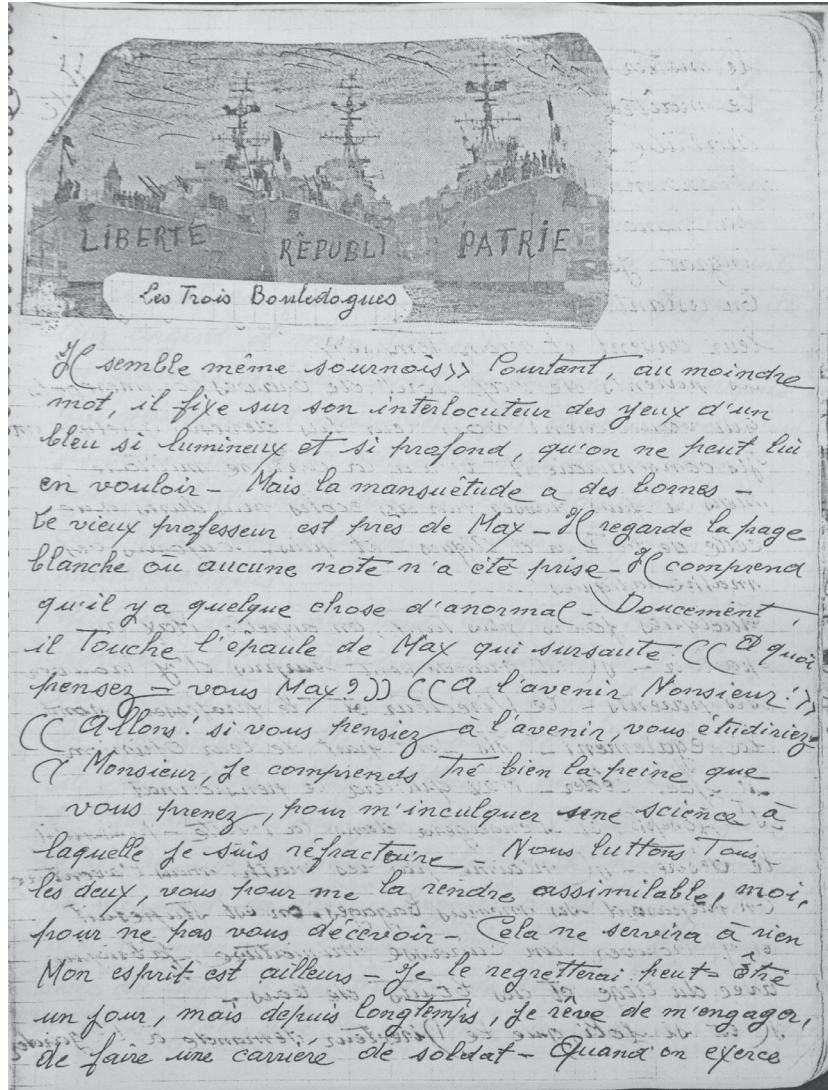 LIBERTÉ RÉPUBLI PATRIE
Les Trois Bouledogues
Il semble même sournois>> Pourtant, au moindre
mot, il fixe sur son interlocuteur des yeux d'un
bleu si lumineux et si profond, qu'on ne peut lui
en vouloir - Mais la mansuétude a des bornes -
Le vieux professeur est près de Max - Il regarde la page
blanche où aucune note n'a été prise - Il comprend
qu'il y a quelque chose d'anormal - Doucement
il touche l'épaule de Max qui sursaute ((A quoi
pensez - vous Max?)) ((A l'avenir Monsieur!>>
((Allons! si vous pensiez à l'avenir, vous étudiriez
(( Monsieur, je comprends tré bien la peine que
vous prenez, pour m'inculquer une science à
laquelle je suis réfractaire - Nous luttons Tous
les deux, vous pour me la rendre assimilable, moi,
pour ne pas vous décevoir - Cela ne servira à rien
Mon esprit est ailleurs - Je le regretterai peut-être
un jour, mais depuis longtemps, je rêve de m'engager,
de faire une carrière de soldat - Quand on exerce